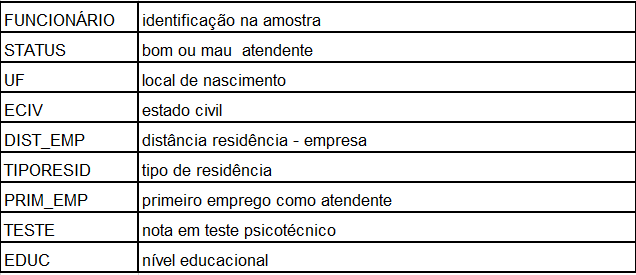 FUNCIONÁRIO identificação na amostra
STATUS bom ou mau atendente
UF local de nascimento
ECIV estado civil
DIST_EMP distância residência - empresa
TIPORESID tipo de residência
PRIM_EMP primeiro emprego como atendente
TESTE nota em teste psicotécnico
EDUC nível educacional